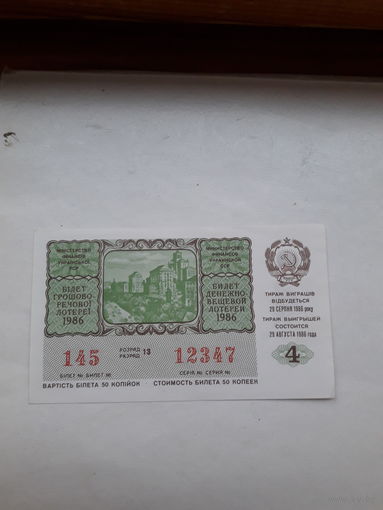 МІНІСТЕРСТВО
ФІНАНСІВ
УКРАЇНСЬКОЇ
РСР
БІЛЕТ
ГРОШОВО-
РЕЧОВОЇ
ЛОТЕРЕЇ
1986
МИНИСТЕРСТВО
ФИНАНСОВ
УКРАИНСКОЙ
ССР
БИЛЕТ
ДЕНЕЖНО-
ВЕЩЕВОЙ
ЛОТЕРЕИ
1986
145
РОЗРЯД
РАЗРЯД
13
12347
БІЛЕТ № БИЛЕТ №
СЕРІЯ № СЕРИЯ №
ВАРТІСТЬ БІЛЕТА 50 КОПІЙОК
СТОИМОСТЬ БИЛЕТА 50 КОПЕЕК
ТИРАЖ ВИГРАШІВ
ВІДБУДЕТЬСЯ
29 СЕРПНЯ 1986 року
ТИРАЖ ВЫИГРЫШЕЙ
СОСТОИТСЯ
29 АВГУСТА 1986 года
4